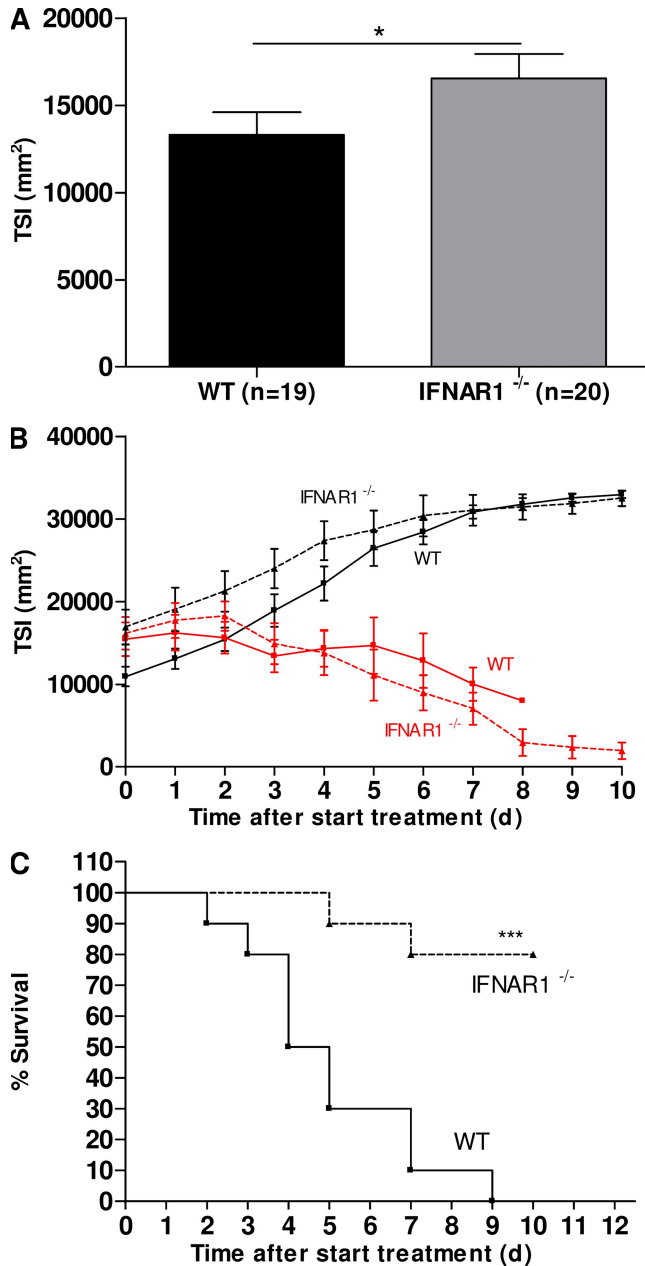 A
20000
*
15000
TSI (mm²)
10000
5000
0
WT (n=19) IFNAR1 -/- (n=20)
B
40000
IFNAR1 -/-
30000
WT
TSI (mm²)
20000
WT
10000
IFNAR1 -/-
0
0 1 2 3 4 5 6 7 8 9 10
Time after start treatment (d)
C
110
100
90
***
80
IFNAR1 -/-
70
60
% Survival
50
40
30
WT
20
10
0
0 1 2 3 4 5 6 7 8 9 10 11 12
Time after start treatment (d)